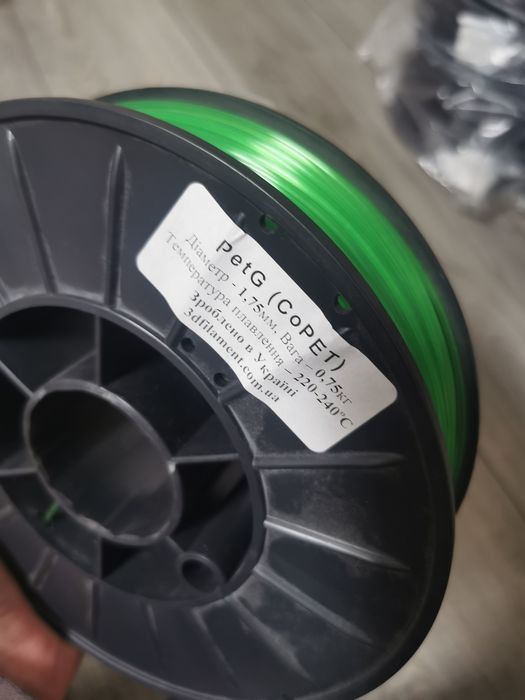 PetG (CoPET)
Діаметр - 1,75мм. Вага – 0,75кг
Температура плавлення – 220-240°C
Зроблено в Україні
3dfilament.com.ua